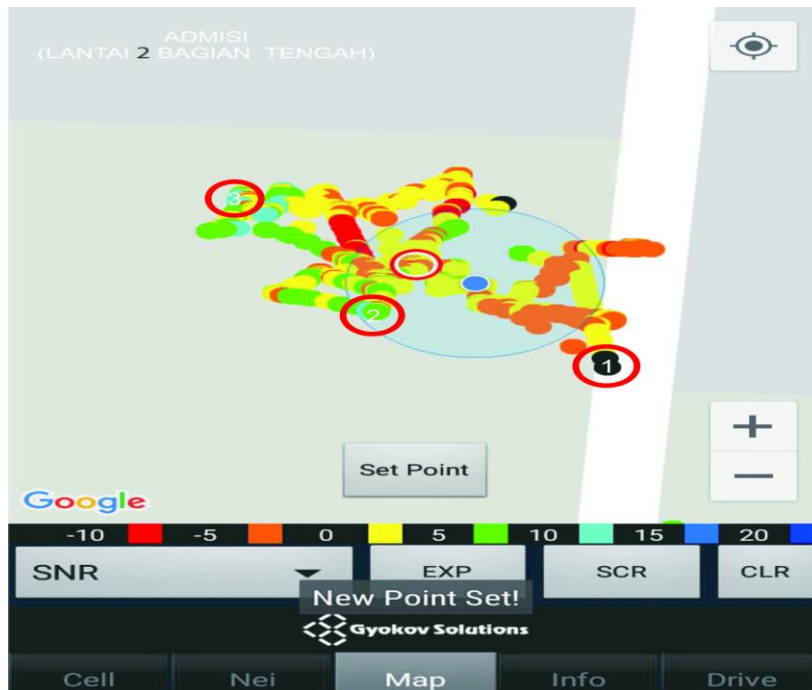 ADMISI
(LANTAI 2 BAGIAN TENGAH)
3
2
1
Set Point
Google
-10 -5 0 5 10 15 20
SNR EXP SCR CLR
New Point Set!
Gyokov Solutions
Cell Nei Map Info Drive